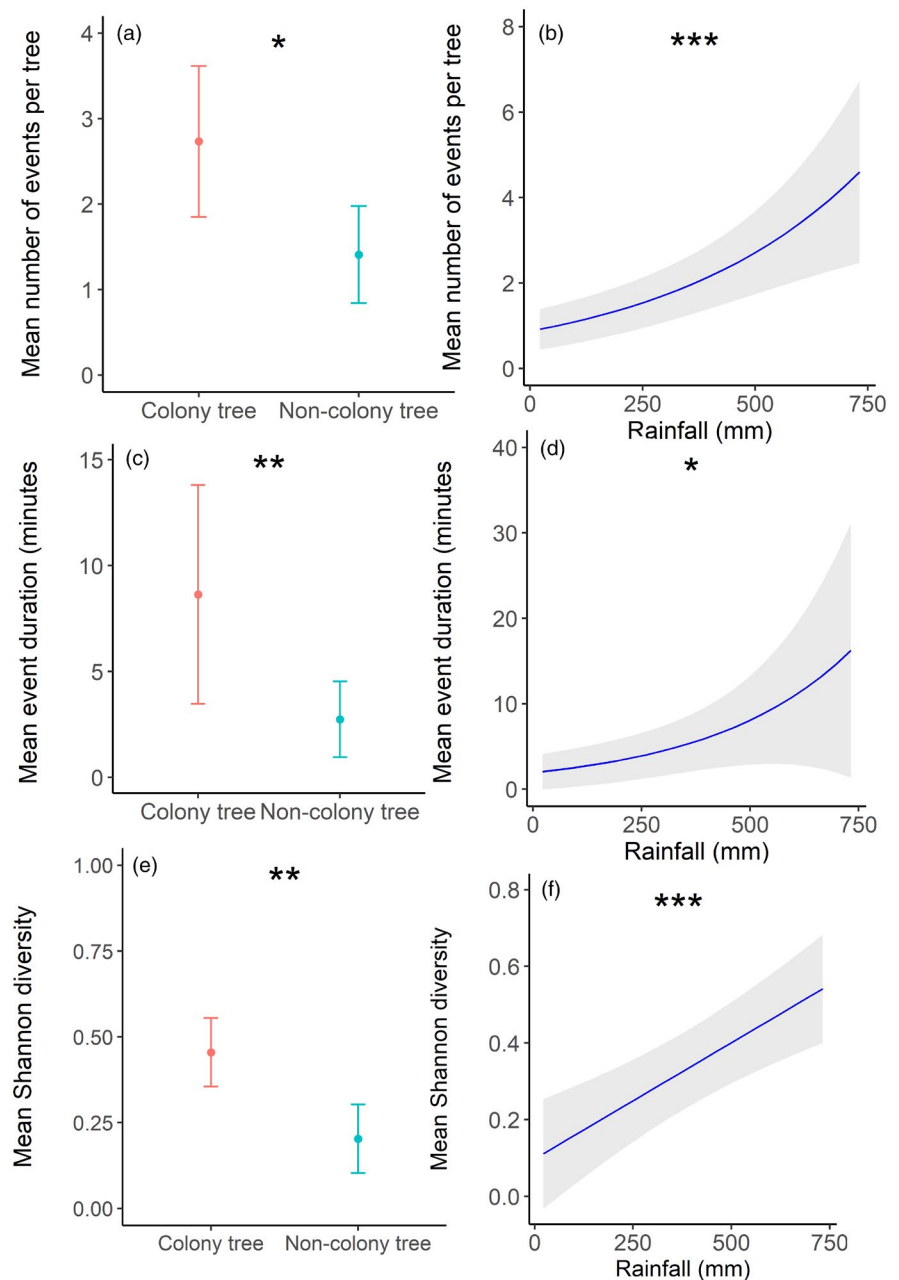 (a)
*
Mean number of events per tree
4
3
2
1
0
Colony tree Non-colony tree
(b)
***
Mean number of events per tree
8
6
4
2
0
0 250 500 750
Rainfall (mm)
(c)
**
Mean event duration (minutes
15
10
5
0
Colony tree Non-colony tree
(d)
*
Mean event duration (minutes
40
30
20
10
0
0 250 500 750
Rainfall (mm)
(e)
**
Mean Shannon diversity
1.00
0.75
0.50
0.25
0.00
Colony tree Non-colony tree
(f)
***
Mean Shannon diversity
0.8
0.6
0.4
0.2
0.0
0 250 500 750
Rainfall (mm)